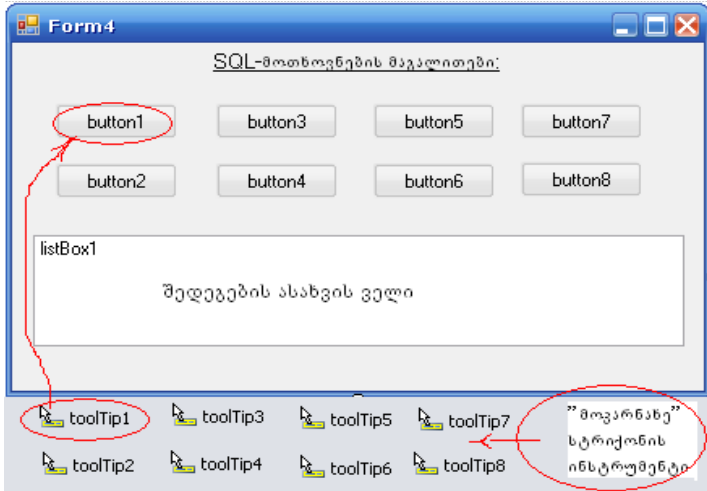 Form4
SQL-მოთხოვნების მაგალითები:
button1 button3 button5 button7
button2 button4 button6 button8
listBox1
შედეგების ასახვის ველი
toolTip1 toolTip3 toolTip5 toolTip7
toolTip2 toolTip4 toolTip6 toolTip8
”მოკარნახე”
სტრიქონის
ინსტრუმენტი